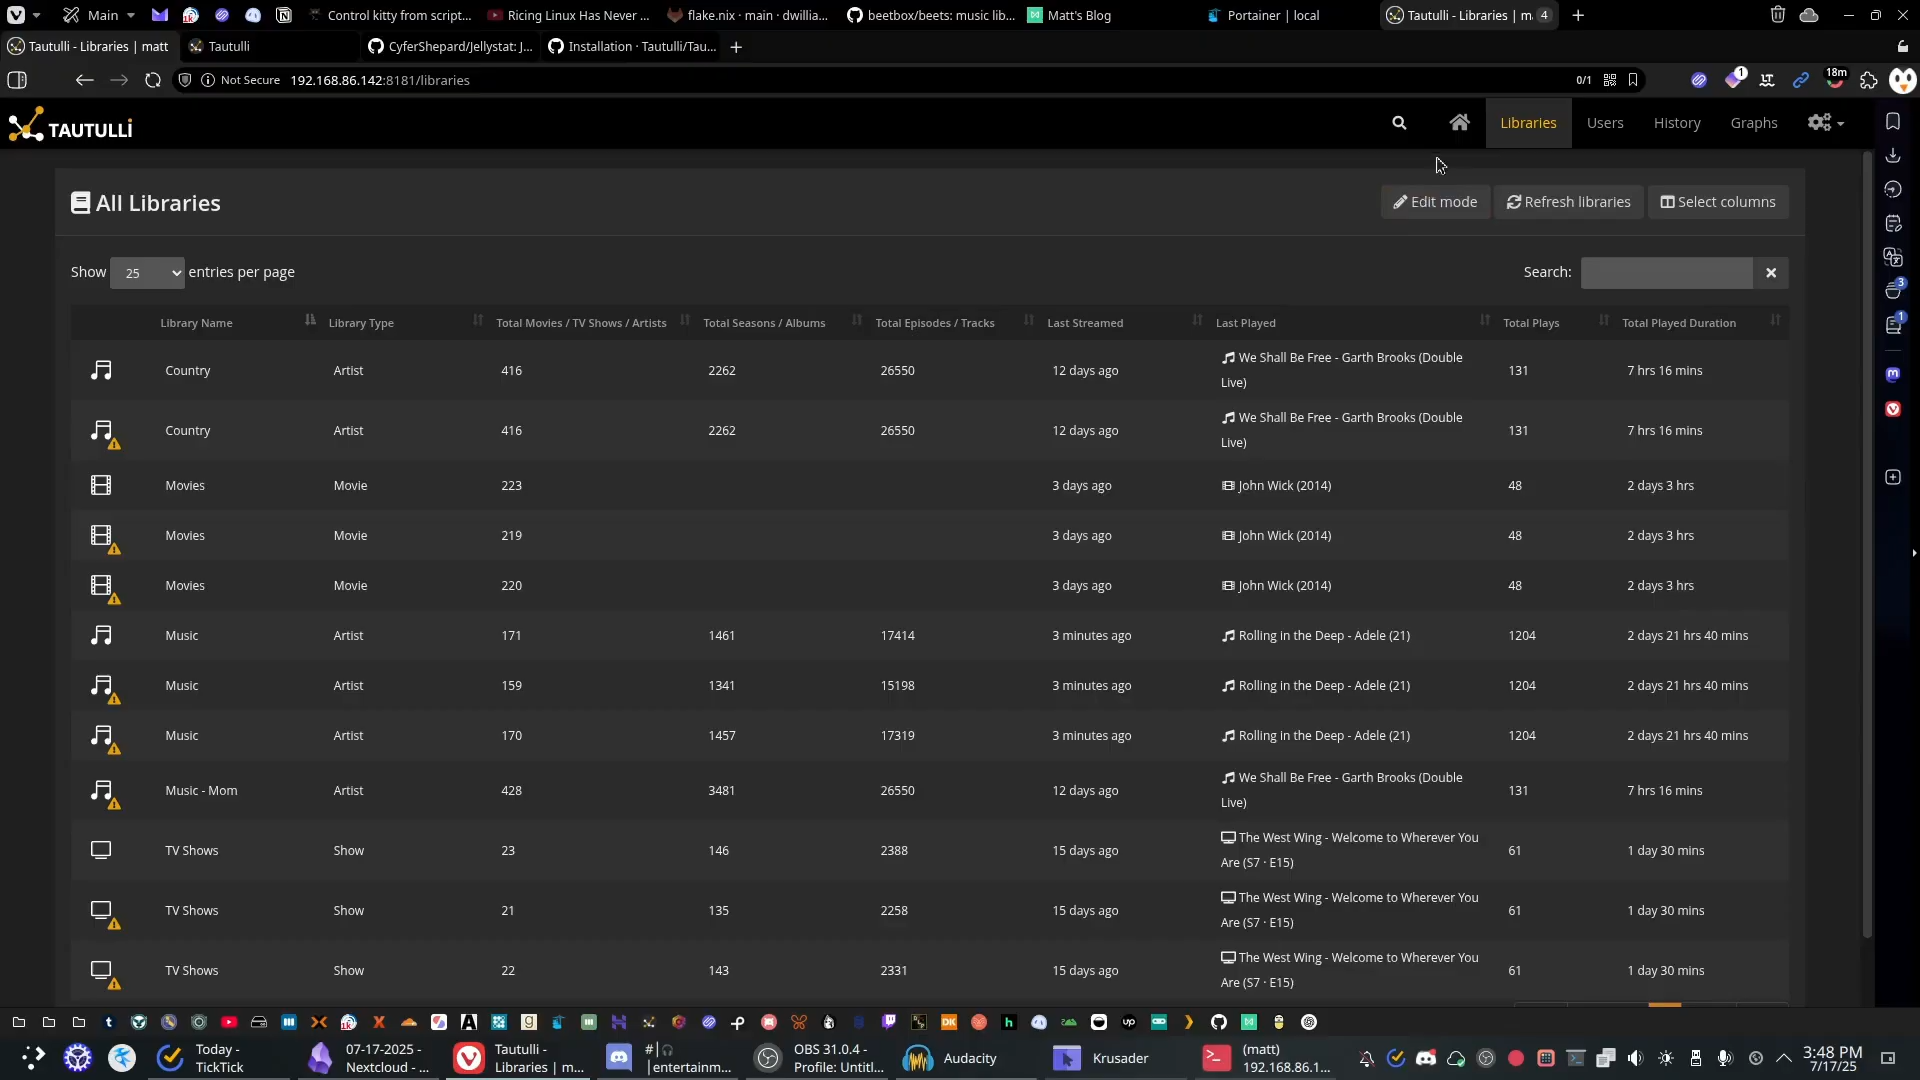 Main
Control kitty from script...
Ricing Linux Has Never ...
flake.nix · main · dwillia...
beetbox/beets: music lib...
Matt's Blog
Portainer | local
Tautulli - Libraries | m. 4
Tautulli - Libraries | matt
Tautulli
CyferShepard/Jellystat: J...
Installation · Tautulli/Tau...
Not Secure 192.168.86.142:8181/libraries
0/1
1
18m
TAUTULLi
Libraries
Users
History
Graphs
All Libraries
Edit mode
Refresh libraries
Select columns
Show 25 entries per page
Search:
3
1
Library Name Library Type Total Movies / TV Shows / Artists Total Seasons / Albums Total Episodes / Tracks Last Streamed Last Played Total Plays Total Played Duration
Country Artist 416 2262 26550 12 days ago We Shall Be Free - Garth Brooks (Double Live) 131 7 hrs 16 mins
Country Artist 416 2262 26550 12 days ago We Shall Be Free - Garth Brooks (Double Live) 131 7 hrs 16 mins
Movies Movie 223 3 days ago John Wick (2014) 48 2 days 3 hrs
Movies Movie 219 3 days ago John Wick (2014) 48 2 days 3 hrs
Movies Movie 220 3 days ago John Wick (2014) 48 2 days 3 hrs
Music Artist 171 1461 17414 3 minutes ago Rolling in the Deep - Adele (21) 1204 2 days 21 hrs 40 mins
Music Artist 159 1341 15198 3 minutes ago Rolling in the Deep - Adele (21) 1204 2 days 21 hrs 40 mins
Music Artist 170 1457 17319 3 minutes ago Rolling in the Deep - Adele (21) 1204 2 days 21 hrs 40 mins
Music - Mom Artist 428 3481 26550 12 days ago We Shall Be Free - Garth Brooks (Double Live) 131 7 hrs 16 mins
TV Shows Show 23 146 2388 15 days ago The West Wing - Welcome to Wherever You Are (S7 · E15) 61 1 day 30 mins
TV Shows Show 21 135 2258 15 days ago The West Wing - Welcome to Wherever You Are (S7 · E15) 61 1 day 30 mins
TV Shows Show 22 143 2331 15 days ago The West Wing - Welcome to Wherever You Are (S7 · E15) 61 1 day 30 mins
Today -
TickTick
07-17-2025 -
Nextcloud - ...
Tautulli -
Libraries | m...
#|
|entertainm...
OBS 31.0.4 -
Profile: Untitl...
Audacity
Krusader
(matt)
192.168.86.1...
3:48 PM
7/17/25